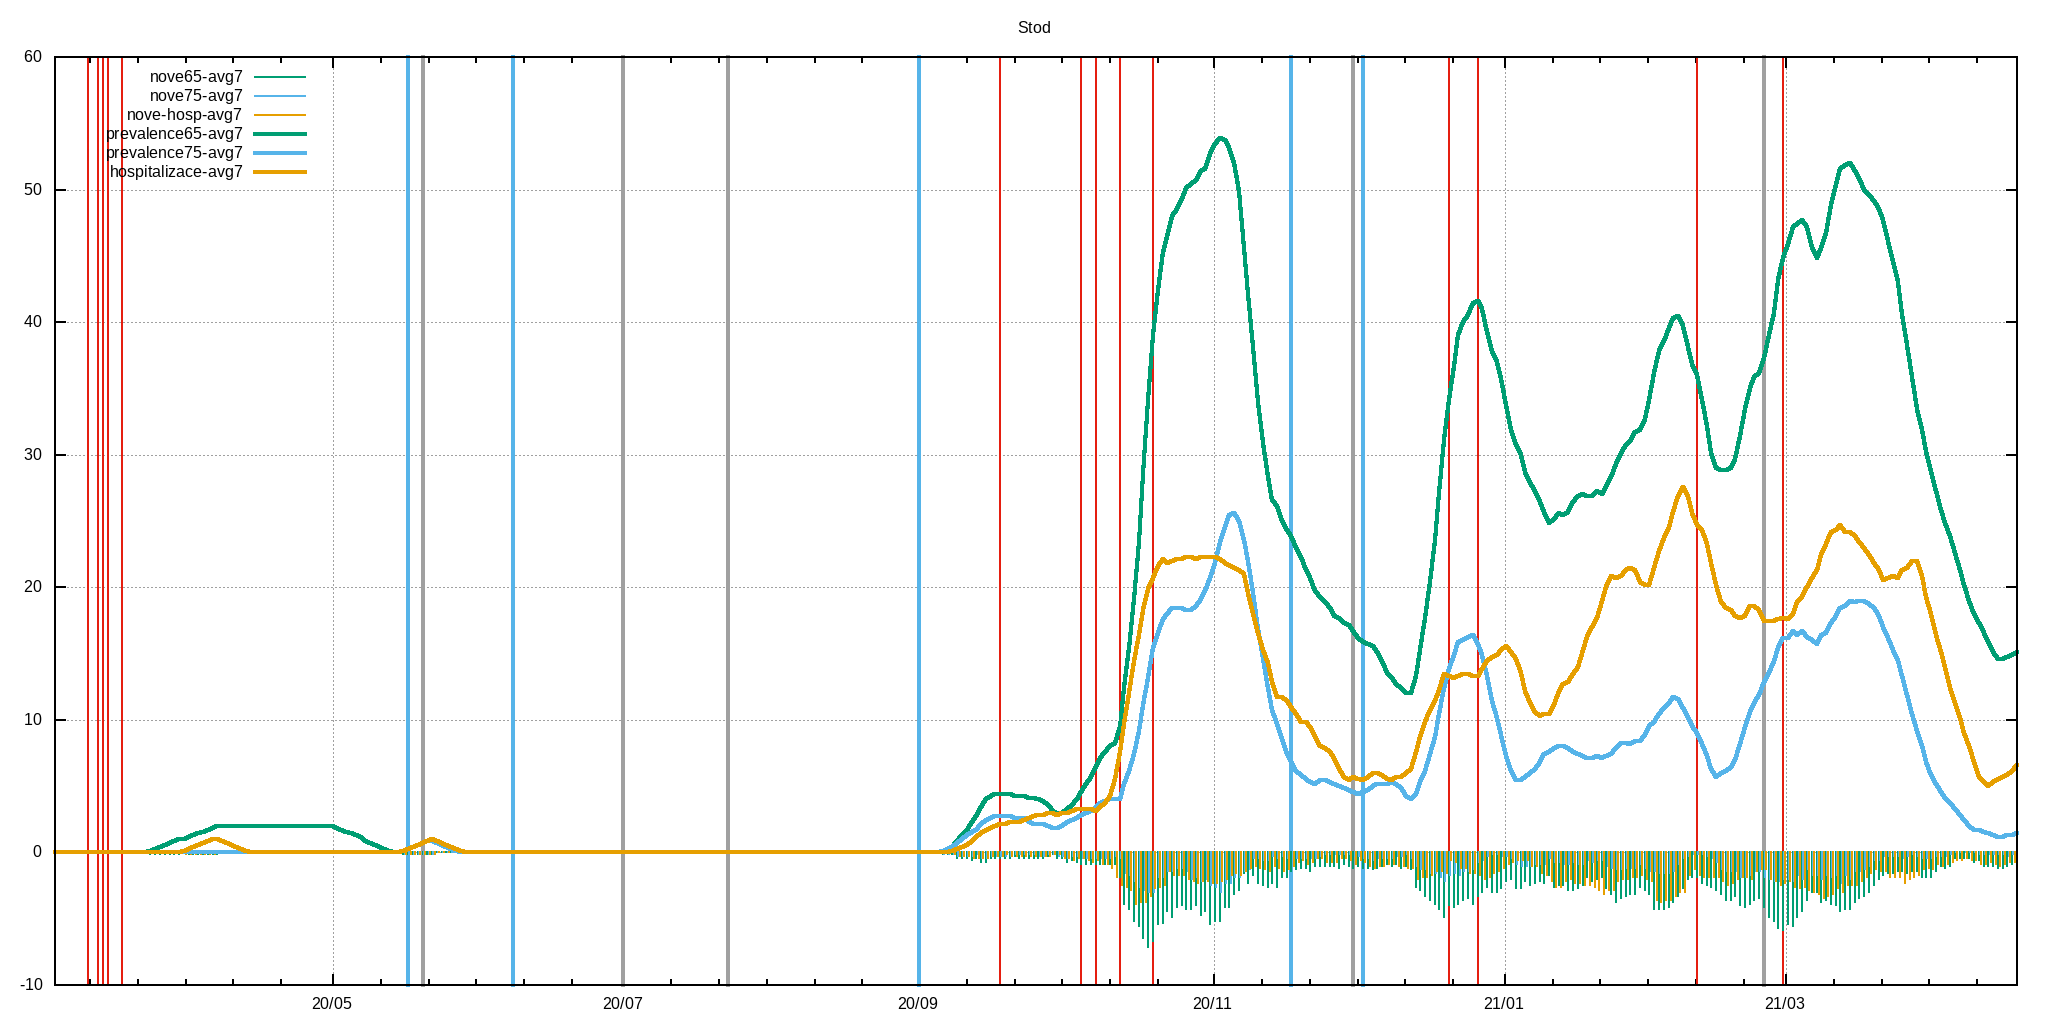 Stod
60
nove65-avg7
nove75-avg7
nove-hosp-avg7
prevalence65-avg7
prevalence75-avg7
hospitalizace-avg7
50
40
30
20
10
0
-10
20/05 20/07 20/09 20/11 21/01 21/03